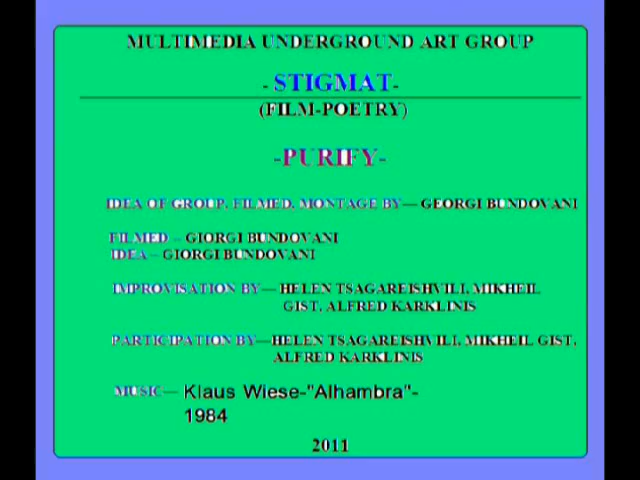 MULTIMEDIA UNDERGROUND ART GROUP
- STIGMAT-
(FILM-POETRY)
-PURIFY-
IDEA OF GROUP, FILMED, MONTAGE BY— GEORGI BUNDOVANI
FILMED – GIORGI BUNDOVANI
IDEA – GIORGI BUNDOVANI
IMPROVISATION BY— HELEN TSAGAREISHVILI, MIKHEIL
GIST, ALFRED KARKLINIS
PARTICIPATION BY—HELEN TSAGAREISHVILI, MIKHEIL GIST,
ALFRED KARKLINIS
MUSIC— Klaus Wiese-"Alhambra"-
1984
2011